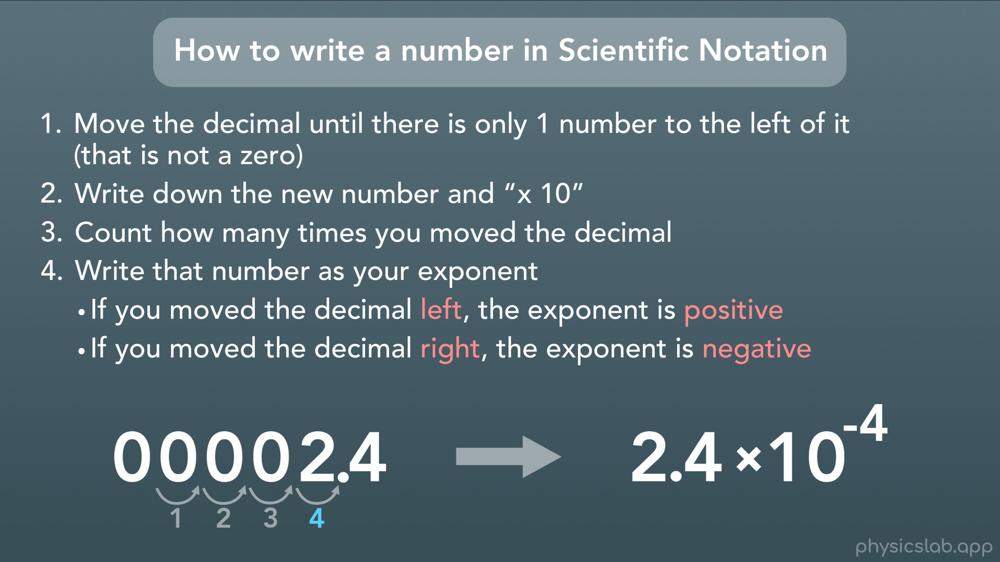 How to write a number in Scientific Notation
1. Move the decimal until there is only 1 number to the left of it
(that is not a zero)
2. Write down the new number and “x 10”
3. Count how many times you moved the decimal
4. Write that number as your exponent
• If you moved the decimal left, the exponent is positive
• If you moved the decimal right, the exponent is negative
00002.4 2.4 ×10⁻⁴
1 2 3 4
physicslab.app